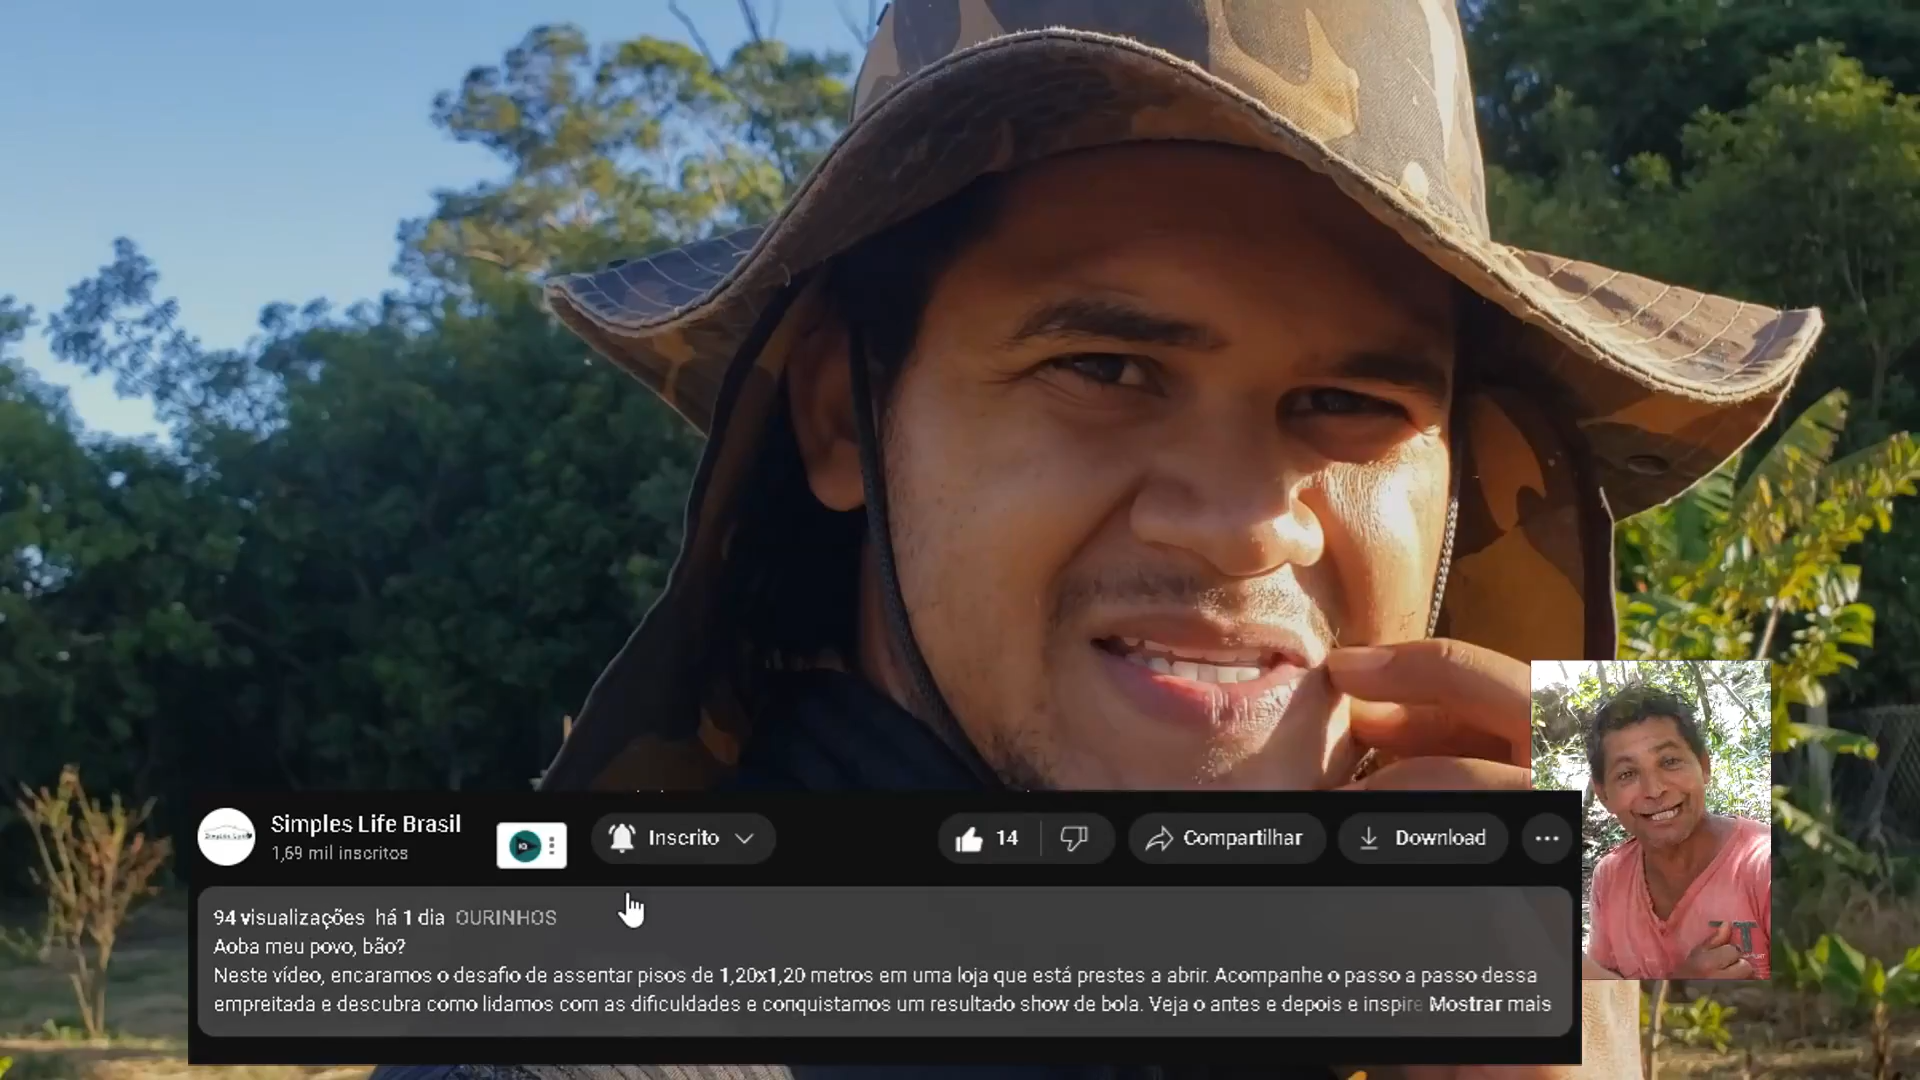 Simples Life Brasil
1,69 mil inscritos
Inscrito
14
Compartilhar
Download
94 visualizações há 1 dia OURINHOS
Aoba meu povo, bão?
Neste vídeo, encaramos o desafio de assentar pisos de 1,20x1,20 metros em uma loja que está prestes a abrir. Acompanhe o passo a passo dessa
empreitada e descubra como lidamos com as dificuldades e conquistamos um resultado show de bola. Veja o antes e depois e inspire Mostrar mais